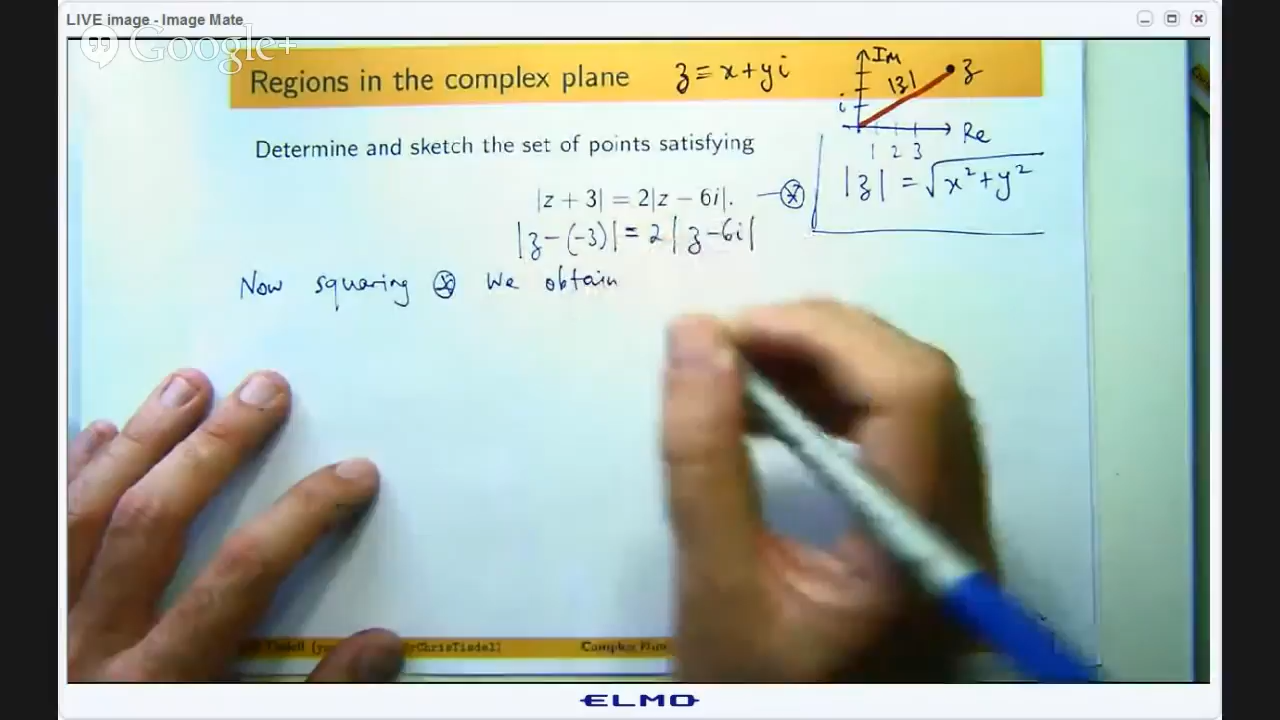 LIVE image - Image Mate
Google+
Regions in the complex plane z = x + yi
Im
|z| z
i
Re
1 2 3
Determine and sketch the set of points satisfying
|z + 3| = 2|z − 6i|. — ⊛
|z| = √x² + y²
|z − (−3)| = 2 | z − 6i |
Now squaring ⊛ we obtain
Tisdell ChrisTisdell] Complex
ELMO